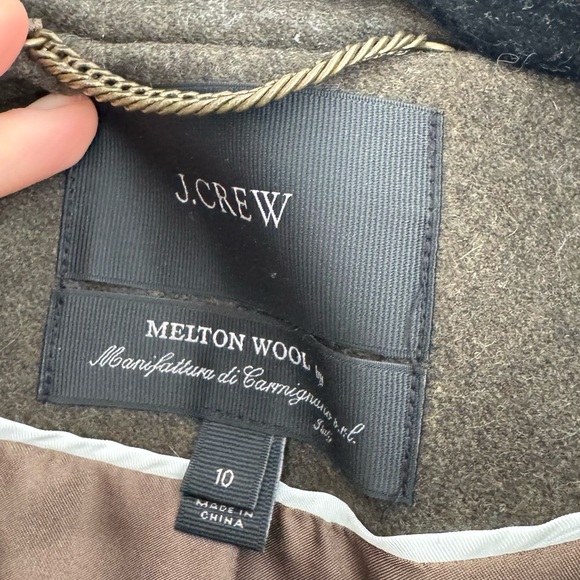 J.CREW
MELTON WOOL by
Manifattura di Carmignano s.r.l.
Italy
10
MADE IN
CHINA